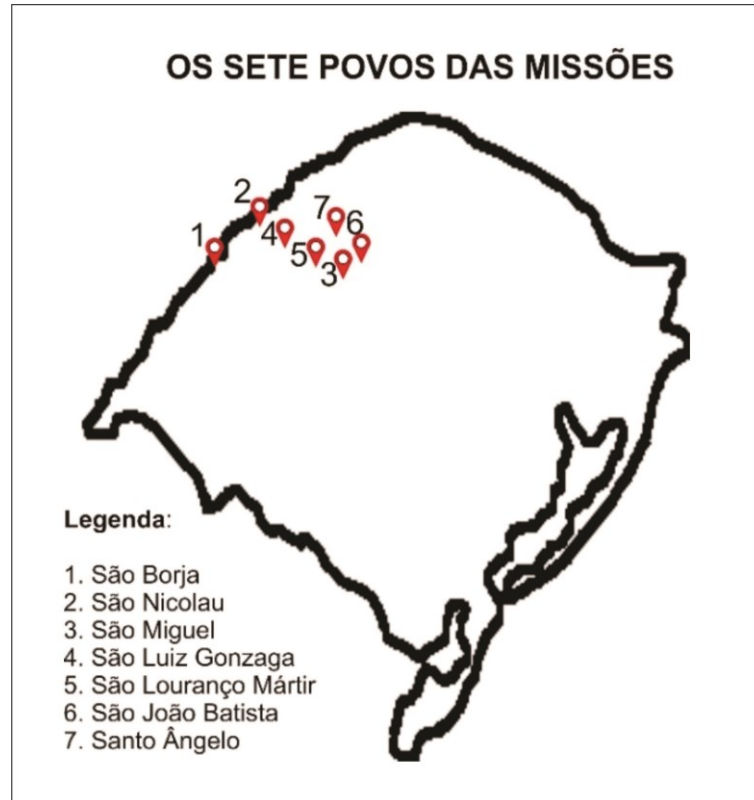 OS SETE POVOS DAS MISSÕES
2
7
1
4
6
5
3
Legenda:
1. São Borja
2. São Nicolau
3. São Miguel
4. São Luiz Gonzaga
5. São Louranço Mártir
6. São João Batista
7. Santo Ângelo